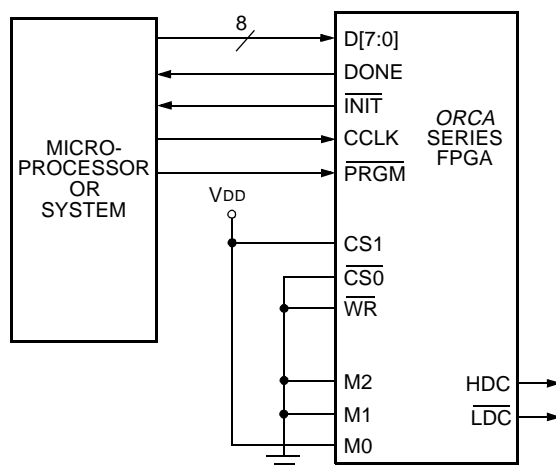 8
D[7:0]
DONE
INIT
CCLK
PRGM
MICRO-
PROCESSOR
OR
SYSTEM
ORCA
SERIES
FPGA
VDD
CS1
CS0
WR
M2
M1
M0
HDC
LDC